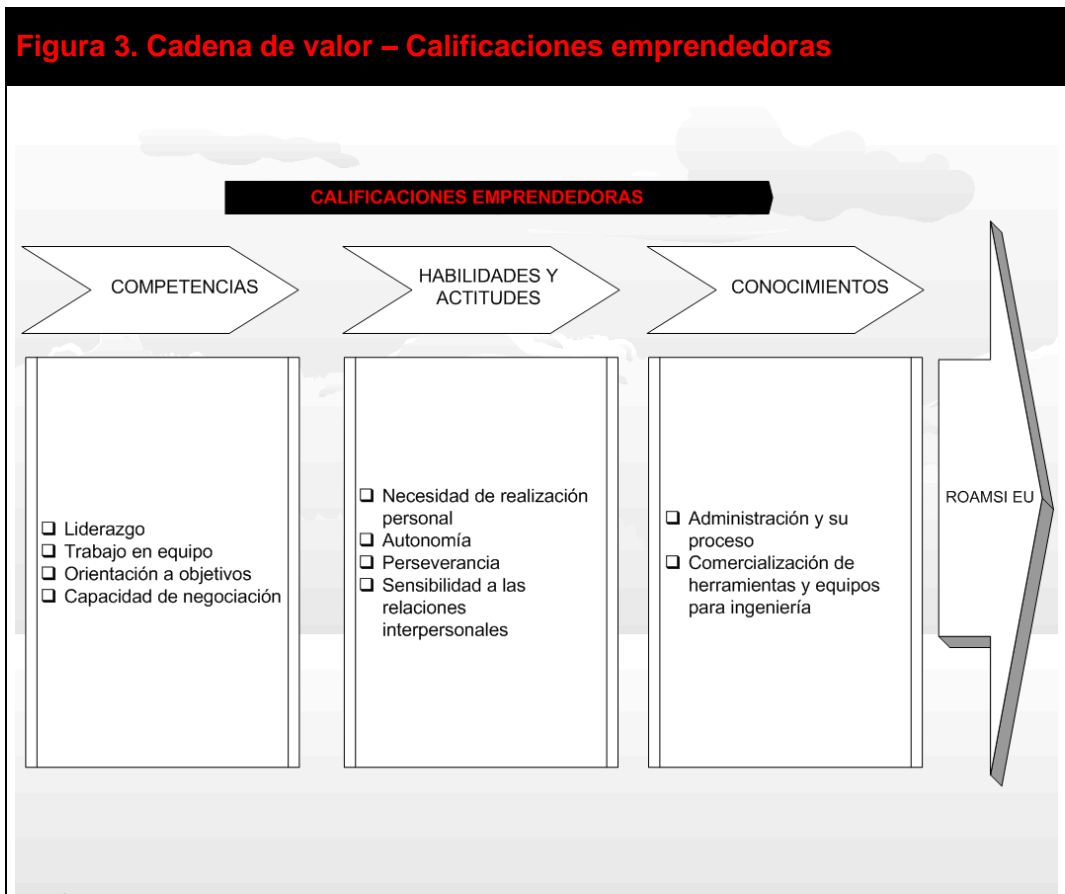 Figura 3. Cadena de valor – Calificaciones emprendedoras
CALIFICACIONES EMPRENDEDORAS
COMPETENCIAS
HABILIDADES Y
ACTITUDES
CONOCIMIENTOS
Liderazgo
Trabajo en equipo
Orientación a objetivos
Capacidad de negociación
Necesidad de realización
personal
Autonomía
Perseverancia
Sensibilidad a las
relaciones
interpersonales
Administración y su
proceso
Comercialización de
herramientas y equipos
para ingeniería
ROAMSI EU